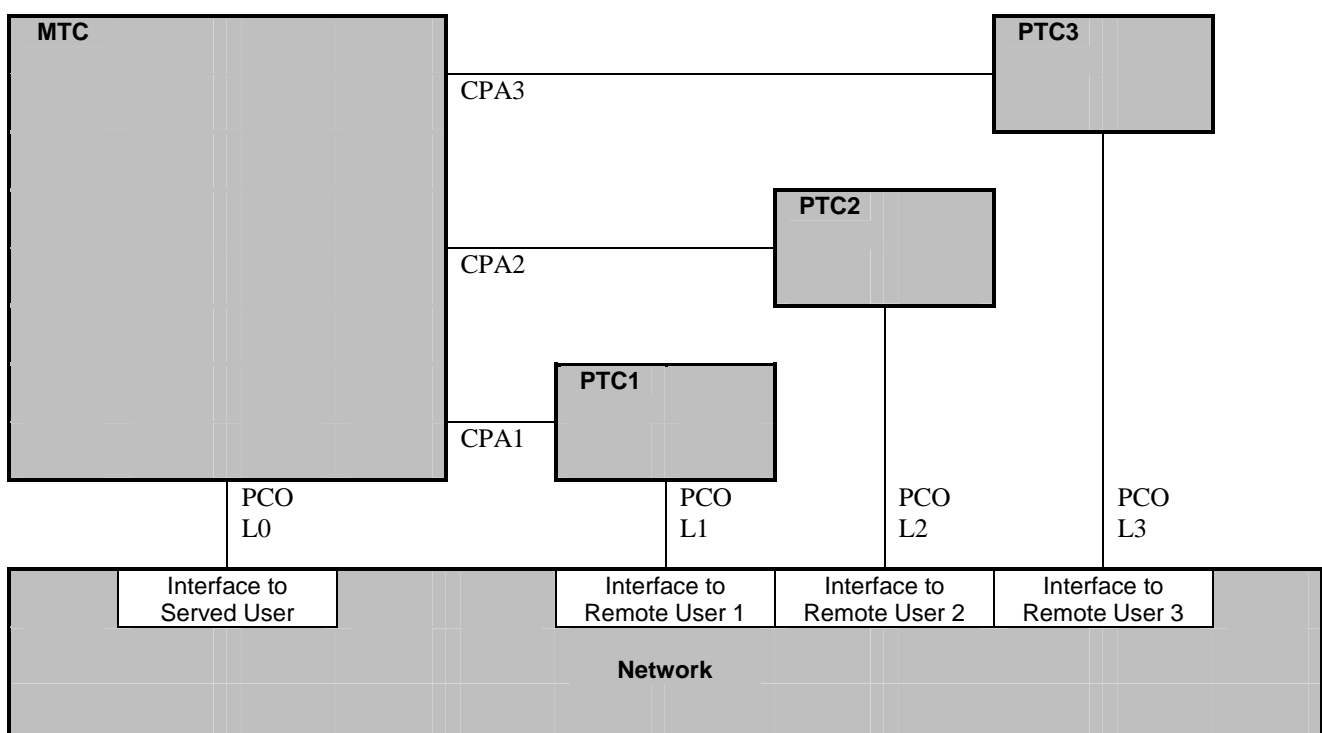 MTC
PTC3
CPA3
PTC2
CPA2
PTC1
CPA1
PCO
L0
PCO
L1
PCO
L2
PCO
L3
Interface to
Served User
Interface to
Remote User 1
Interface to
Remote User 2
Interface to
Remote User 3
Network